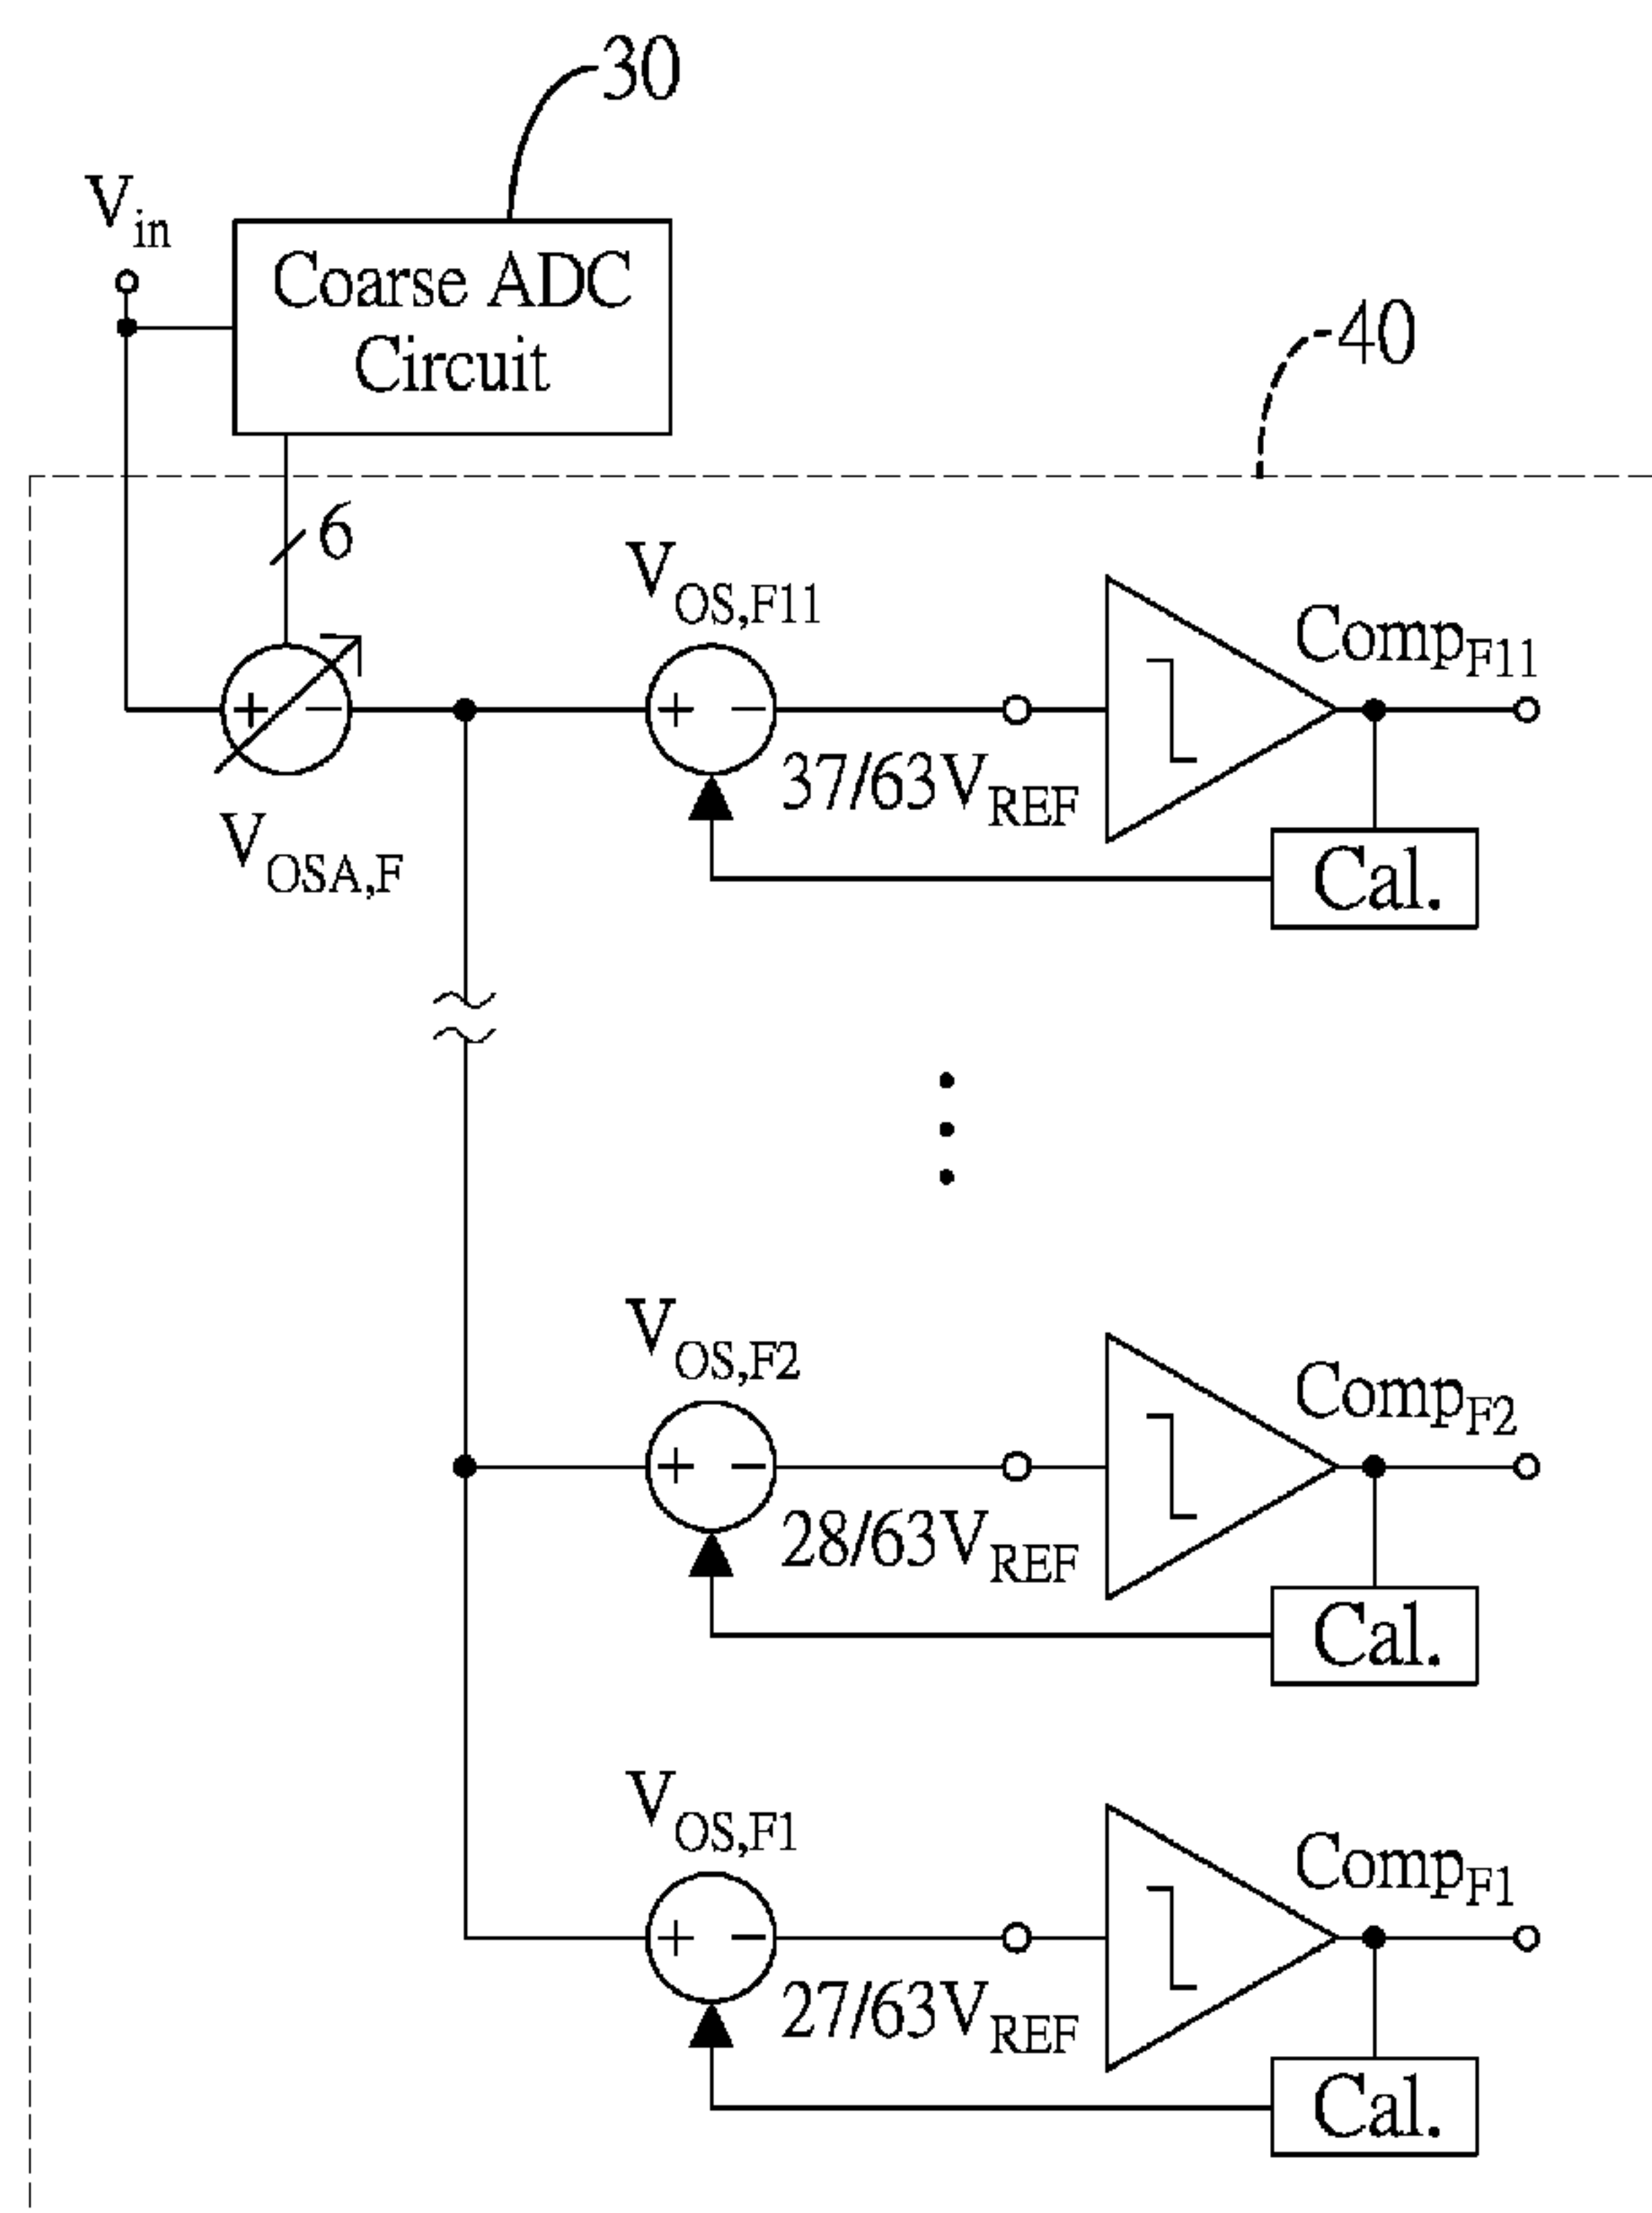 30
Vin
Coarse ADC
Circuit
40
6
VOS,F11
CompF11
37/63VREF
VOSA,F
Cal.
VOS,F2
CompF2
28/63VREF
Cal.
VOS,F1
CompF1
27/63VREF
Cal.